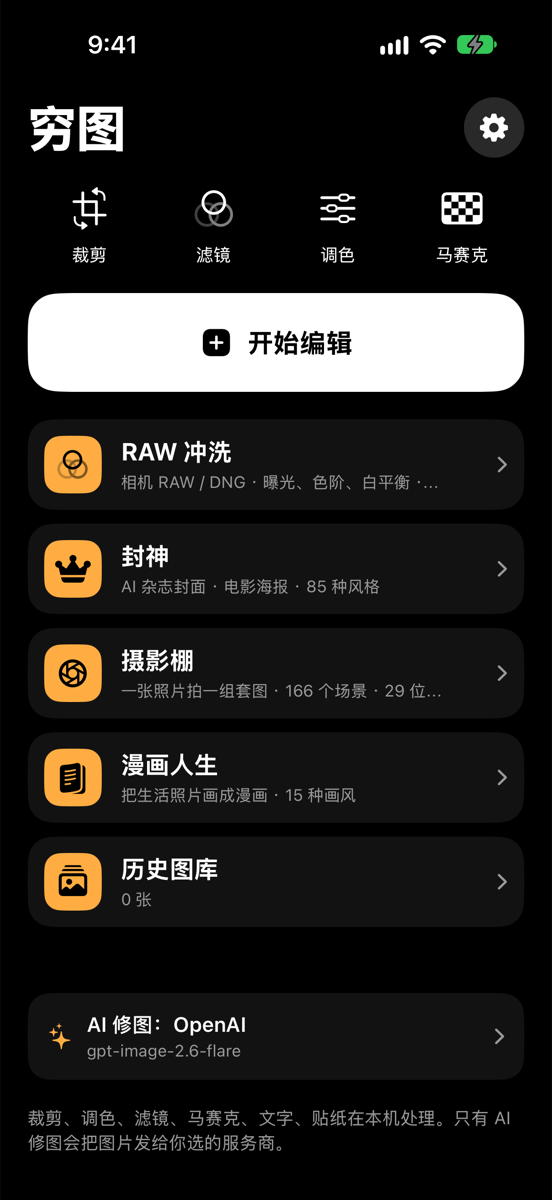 9:41
穷图
裁剪
滤镜
调色
马赛克
开始编辑
RAW 冲洗
相机 RAW / DNG · 曝光、色阶、白平衡 ·...
封神
AI 杂志封面 · 电影海报 · 85 种风格
摄影棚
一张照片拍一组套图 · 166 个场景 · 29 位...
漫画人生
把生活照片画成漫画 · 15 种画风
历史图库
0 张
AI 修图：OpenAI
gpt-image-2.6-flare
裁剪、调色、滤镜、马赛克、文字、贴纸在本机处理。只有 AI
修图会把图片发给你选的服务商。